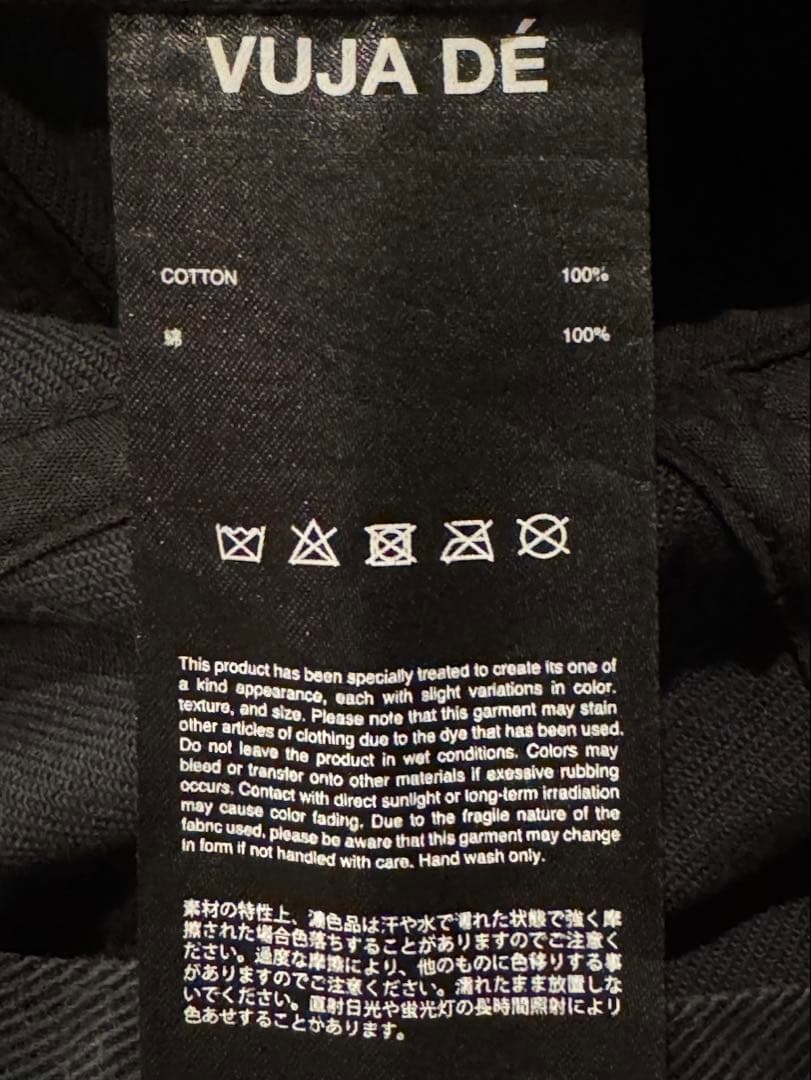 VUJA DÉ
COTTON 100%
綿 100%
This product has been specially treated to create its one of
a kind appearance, each with slight variations in color,
texture, and size. Please note that this garment may stain
other articles of clothing due to the dye that has been used.
Do not leave the product in wet conditions. Colors may
bleed or transfer onto other materials if exessive rubbing
occurs, Contact with direct sunlight or long-term irradiation
may cause color fading. Due to the fragile nature of the
fabric used, please be aware that this garment may change
in form if not handled with care. Hand wash only.
素材の特性上、濃色品は汗や水で濡れた状態で強く摩
擦された場合色落ちすることがありますのでご注意く
ださい。過度な摩擦により、他のものに色移りする事
がありますのでご注意ください。濡れたまま放置しな
いでください。直射日光や蛍光灯の長時間照射により
色あせすることがあります。